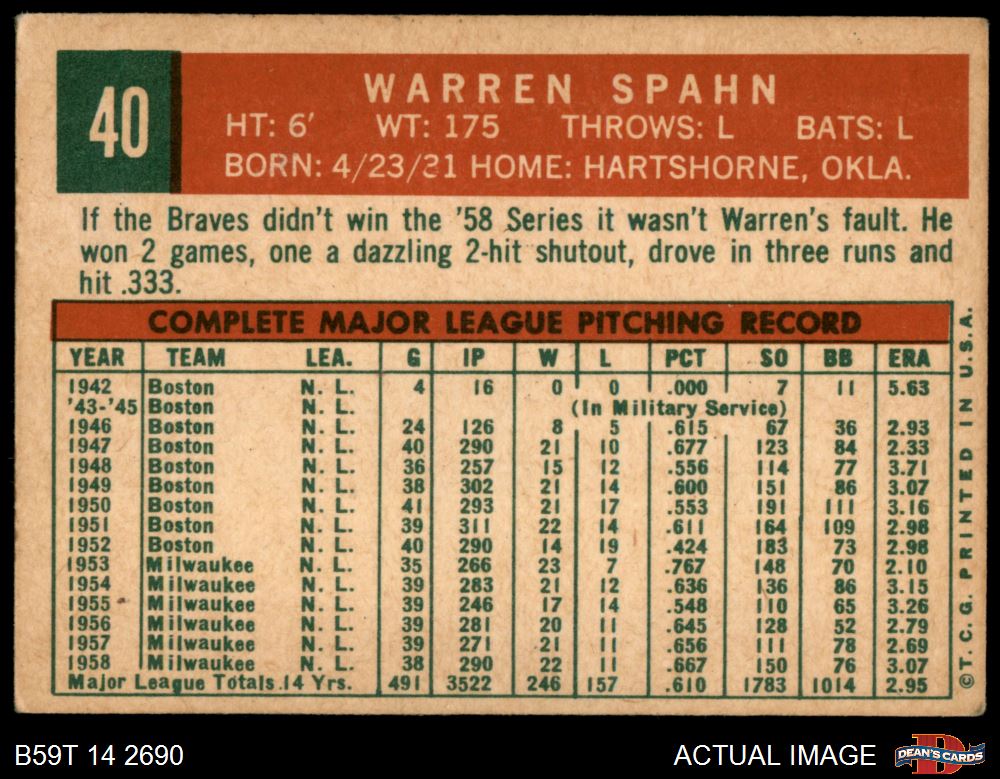 40
WARREN SPAHN
HT: 6' WT: 175 THROWS: L BATS: L
BORN: 4/23/31 HOME: HARTSHORNE, OKLA.
If the Braves didn't win the '58 Series it wasn't Warren's fault. He
won 2 games, one a dazzling 2-hit shutout, drove in three runs and
hit .333.
COMPLETE MAJOR LEAGUE PITCHING RECORD
YEAR TEAM LEA. G IP W L PCT SO BB ERA
1942 Boston N. L. 4 16 0 0 .000 7 11 5.63
'43-'45 Boston N. L. (In Military Service)
1946 Boston N. L. 24 126 8 5 .615 67 36 2.93
1947 Boston N. L. 40 290 21 10 .677 123 84 2.33
1948 Boston N. L. 36 257 15 12 .556 114 77 3.71
1949 Boston N. L. 38 302 21 14 .600 151 86 3.07
1950 Boston N. L. 41 293 21 17 .553 191 111 3.16
1951 Boston N. L. 39 311 22 14 .611 164 109 2.98
1952 Boston N. L. 40 290 14 19 .424 183 73 2.98
1953 Milwaukee N. L. 35 266 23 7 .767 148 70 2.10
1954 Milwaukee N. L. 39 283 21 12 .636 136 86 3.15
1955 Milwaukee N. L. 39 246 17 14 .548 110 65 3.26
1956 Milwaukee N. L. 39 281 20 11 .645 128 52 2.79
1957 Milwaukee N. L. 39 271 21 11 .656 111 78 2.69
1958 Milwaukee N. L. 38 290 22 11 .667 150 76 3.07
Major League Totals 14 Yrs. 491 3522 246 157 .610 1783 1014 2.95
©T. C. G. PRINTED IN U.S.A.
B59T 14 2690
ACTUAL IMAGE
DEAN'S CARDS